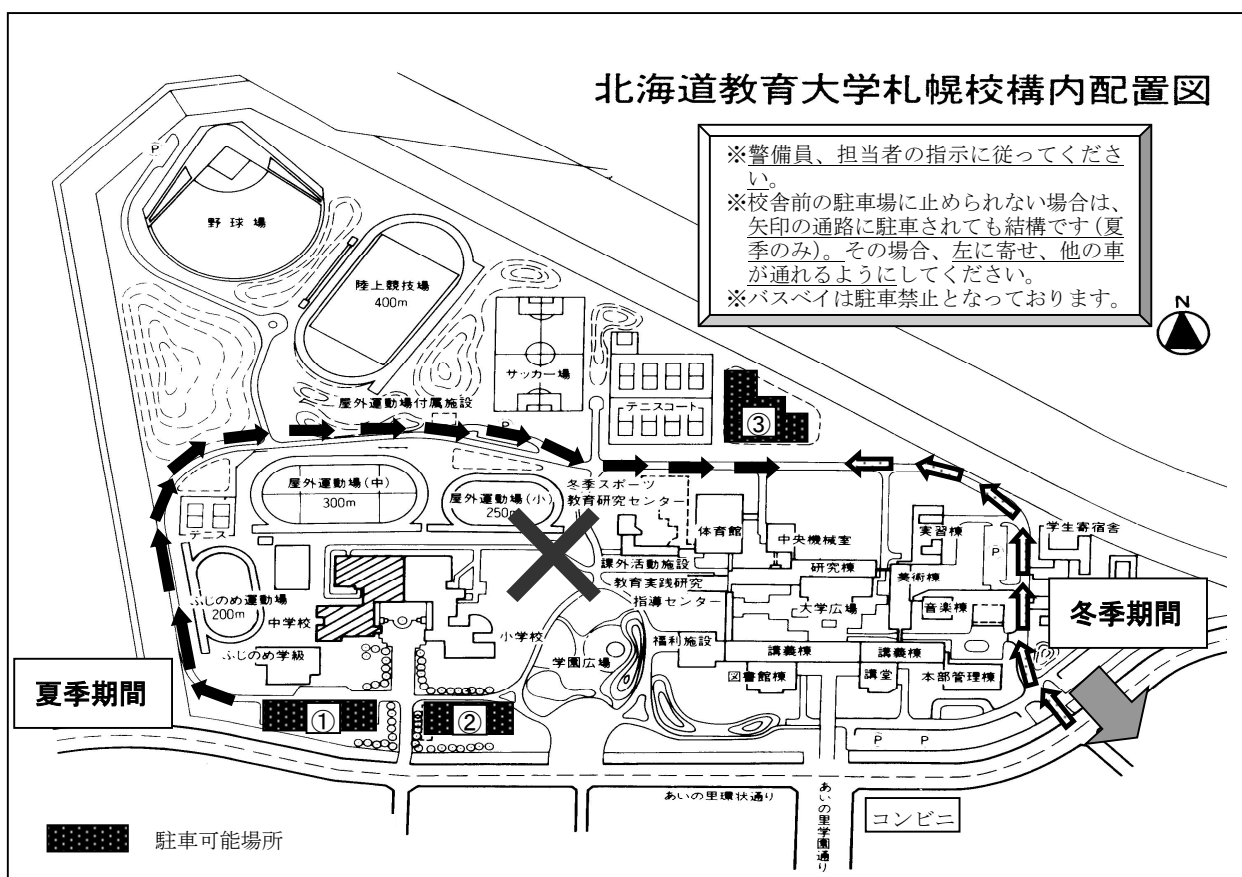 北海道教育大学札幌校構内配置図
※警備員、担当者の指示に従ってくださ
い。
※校舎前の駐車場に止められない場合は、
矢印の通路に駐車されても結構です(夏
季のみ)。その場合、左に寄せ、他の車
が通れるようにしてください。
※バスベイは駐車禁止となっております。
N
P
野球場
陸上競技場
400m
サッカー場
テニスコート
③
屋外運動場付属施設
P
屋外運動場(中)
300m
屋外運動場(小)
250m
冬季スポーツ
教育研究センター
体育館
中央機械室
実習棟
P
学生寄宿舎
テニス
課外活動施設
研究棟
美術棟
教育実践研究
指導センター
大学広場
音楽棟
冬季期間
ふじのめ運動場
200m
中学校
小学校
学園広場
福利施設
講義棟
講義棟
ふじのめ学級
図書館棟
講堂
本部管理棟
夏季期間
①
②
P
P
あいの里環状通り
あいの里学園通り
コンビニ
駐車可能場所